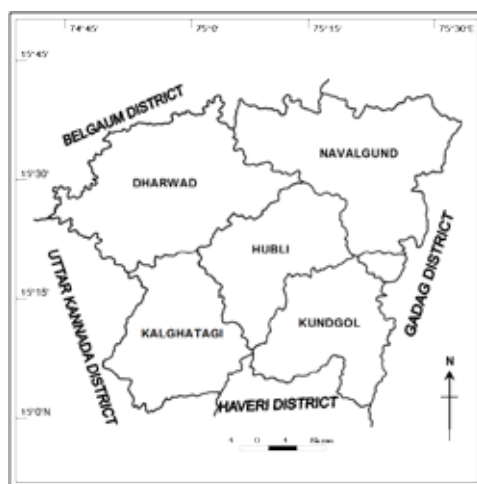 74°45' 75°0' 75°15' 75°30'E
15°45'
BELGAUM DISTRICT
NAVALGUND
15°30'
DHARWAD
HUBLI
GADAG DISTRICT
UTTAR KANNADA DISTRICT
15°15'
KUNDGOL
KALGHATAGI
N
HAVERI DISTRICT
15°0'N
4 0 4